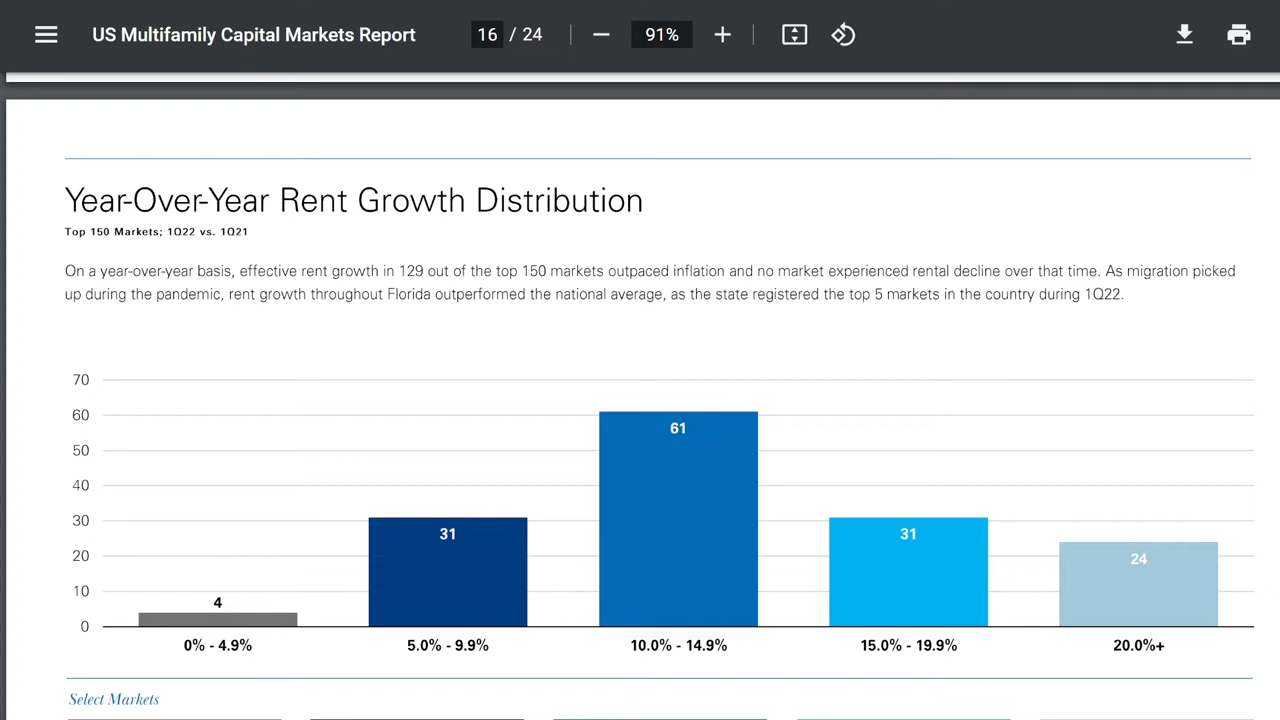 US Multifamily Capital Markets Report 16 / 24 91%
Year-Over-Year Rent Growth Distribution
Top 150 Markets; 1Q22 vs. 1Q21
On a year-over-year basis, effective rent growth in 129 out of the top 150 markets outpaced inflation and no market experienced rental decline over that time. As migration picked
up during the pandemic, rent growth throughout Florida outperformed the national average, as the state registered the top 5 markets in the country during 1Q22.
70
60
50
40
30
20
10
0
4
31
61
31
24
0% - 4.9%
5.0% - 9.9%
10.0% - 14.9%
15.0% - 19.9%
20.0%+
Select Markets